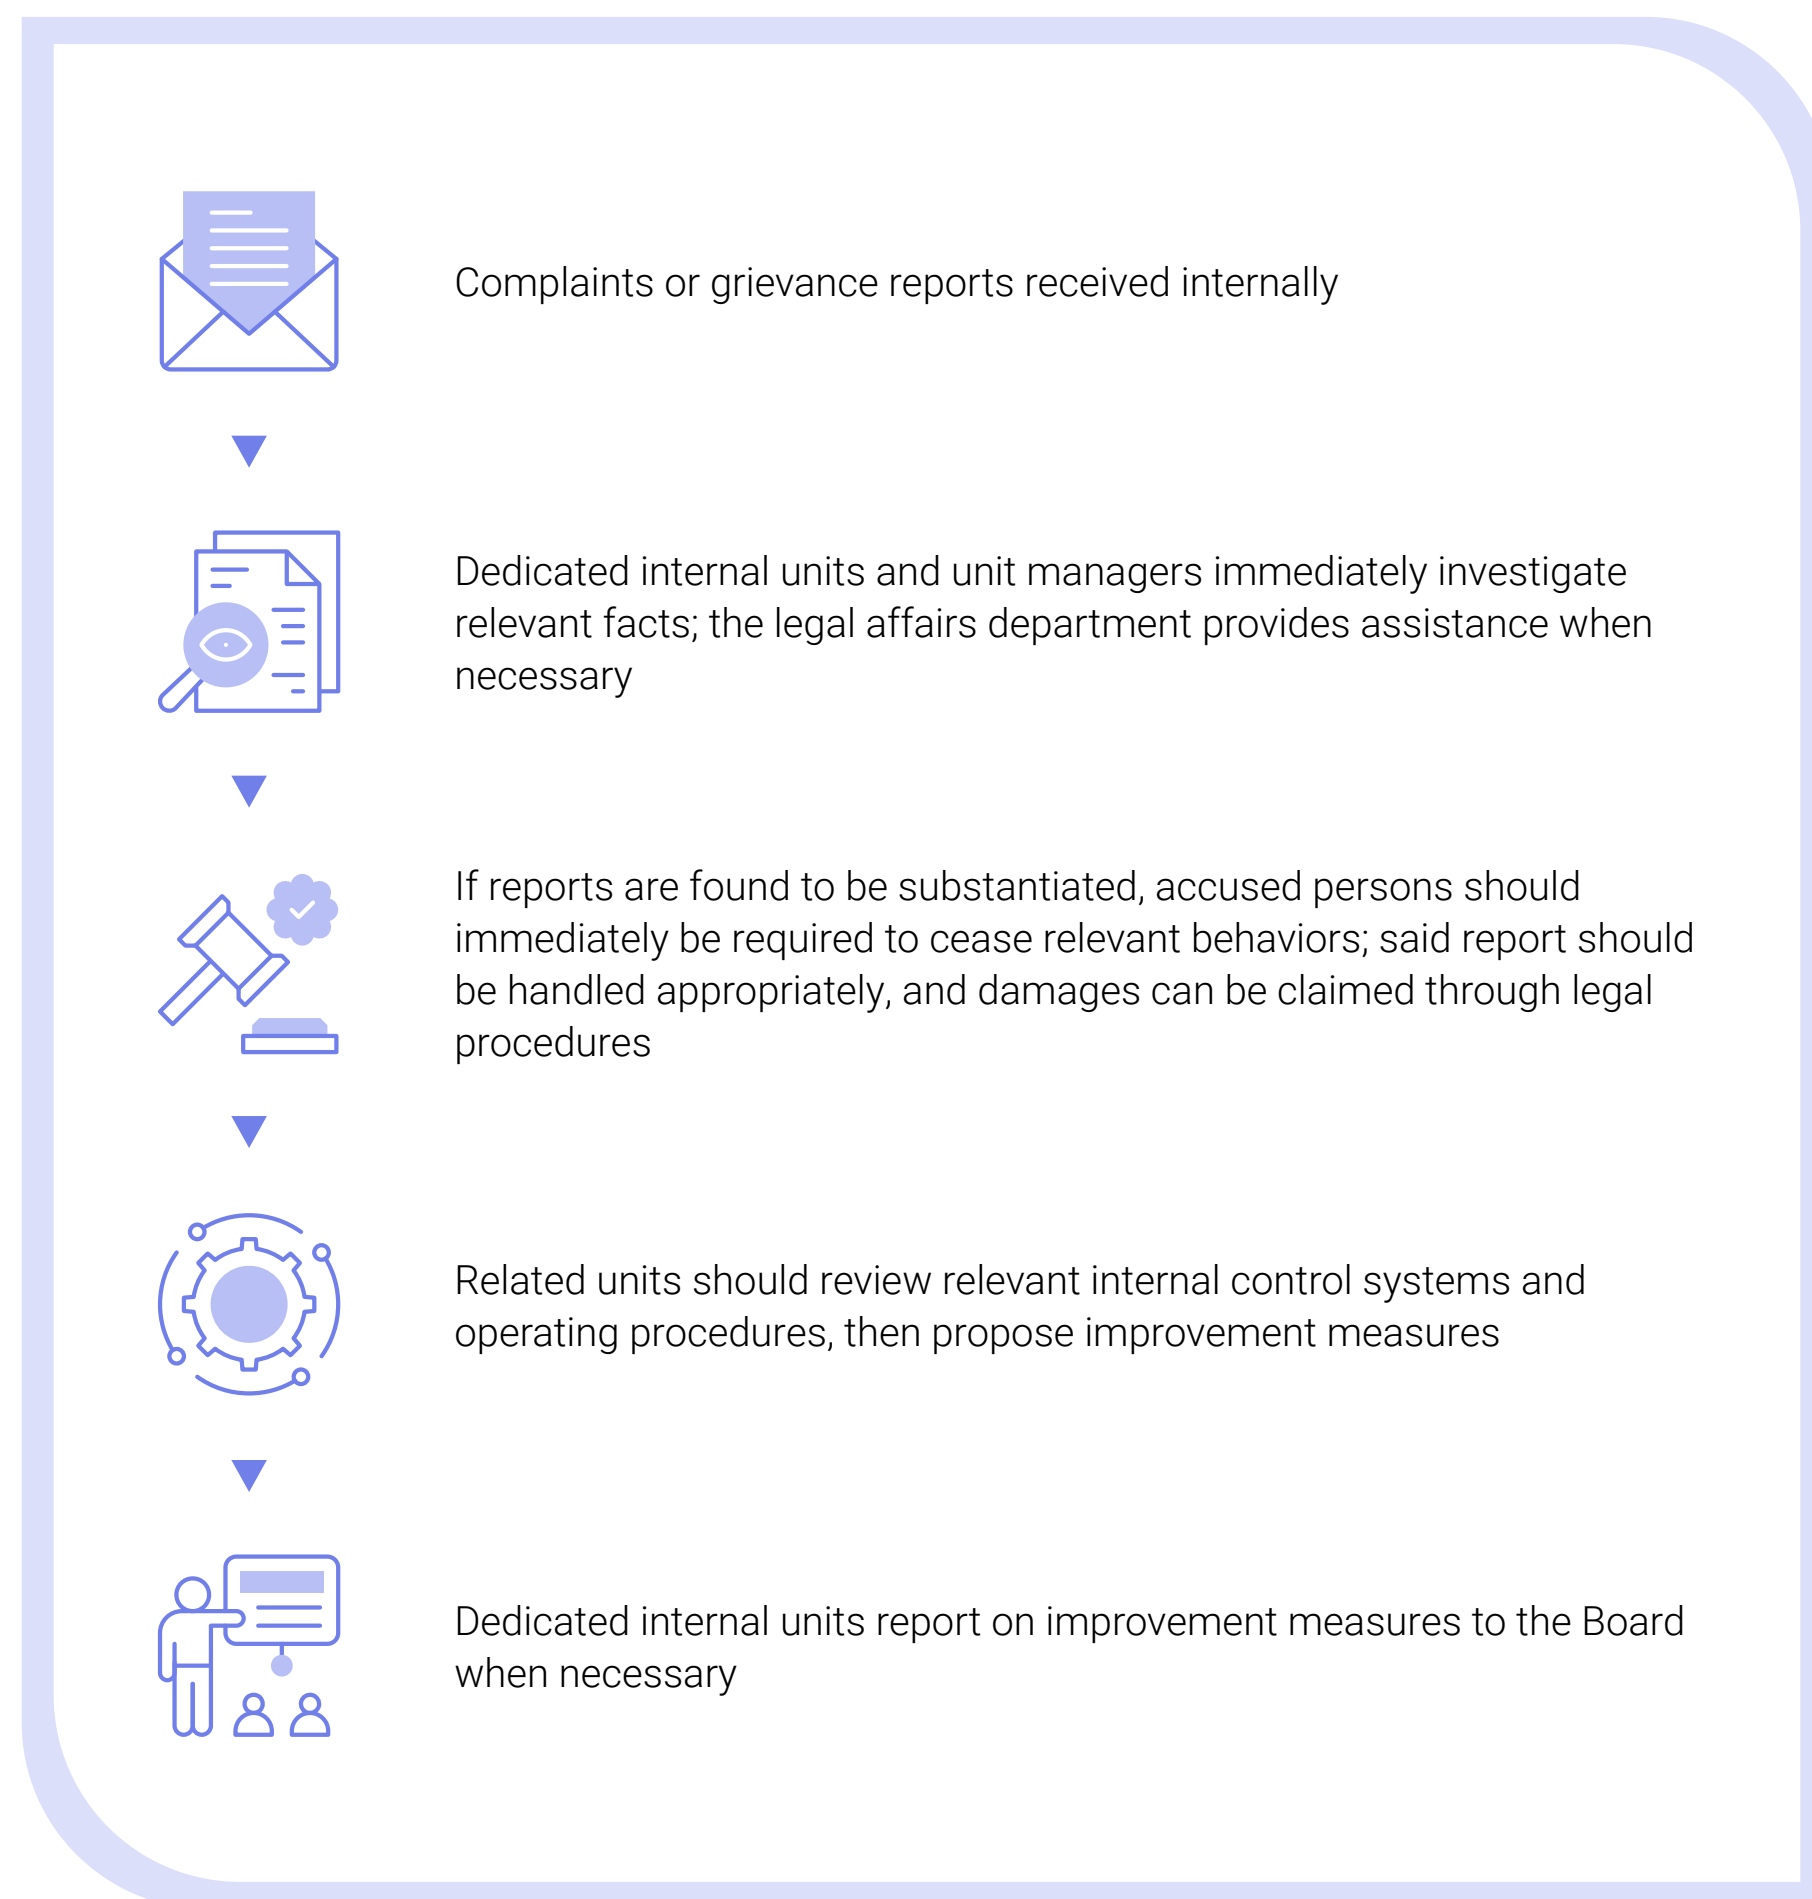 Complaints or grievance reports received internally
Dedicated internal units and unit managers immediately investigate
relevant facts; the legal affairs department provides assistance when
necessary
If reports are found to be substantiated, accused persons should
immediately be required to cease relevant behaviors; said report should
be handled appropriately, and damages can be claimed through legal
procedures
Related units should review relevant internal control systems and
operating procedures, then propose improvement measures
Dedicated internal units report on improvement measures to the Board
when necessary